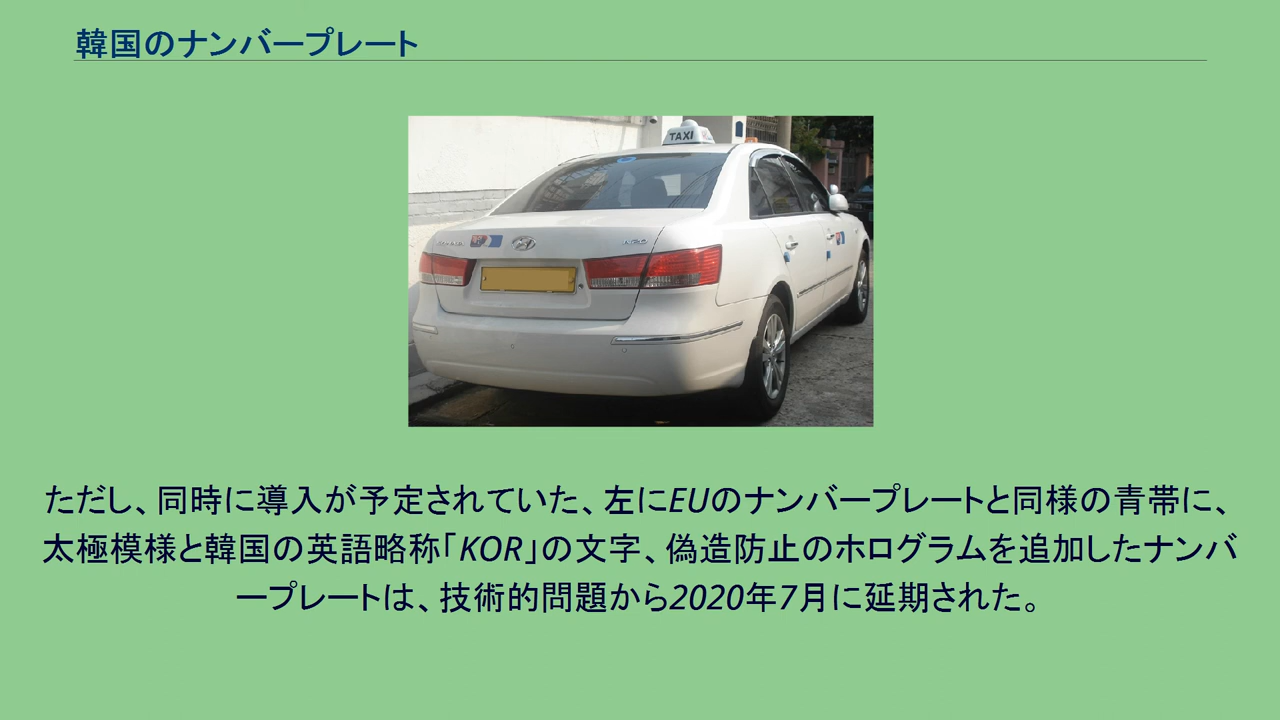 韓国のナンバープレート
TAXI
N20
ただし、同時に導入が予定されていた、左にEUのナンバープレートと同様の青帯に、
太極模様と韓国の英語略称「KOR」の文字、偽造防止のホログラムを追加したナンバ
ープレートは、技術的問題から2020年7月に延期された。